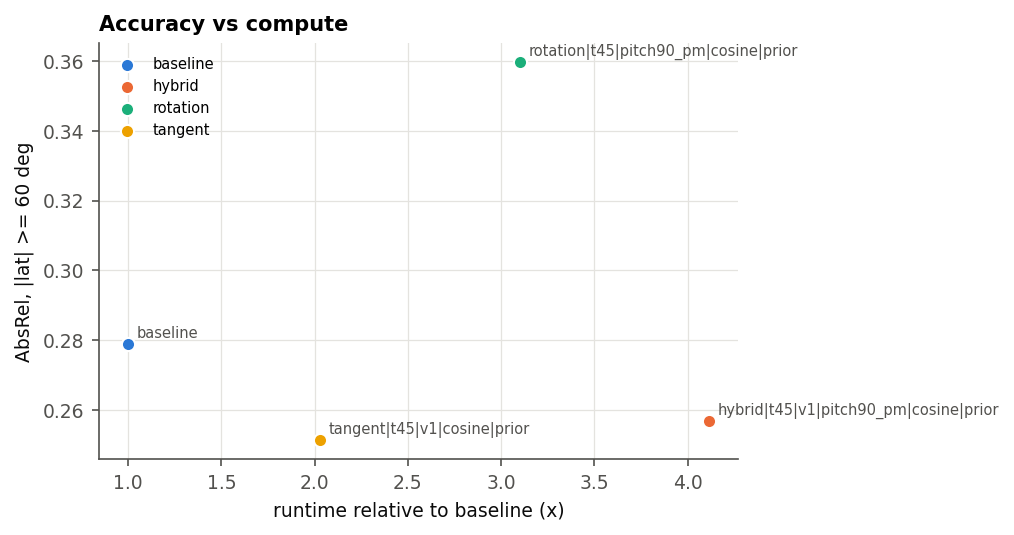 Accuracy vs compute
rotation|t45|pitch90_pm|cosine|prior
baseline
hybrid
rotation
tangent
AbsRel, ||lat| >= 60 deg
0.36
0.34
0.32
0.30
0.28
0.26
baseline
hybrid|t45|v1|pitch90_pm|cosine|prior
tangent|t45|v1|cosine|prior
1.0 1.5 2.0 2.5 3.0 3.5 4.0
runtime relative to baseline (x)